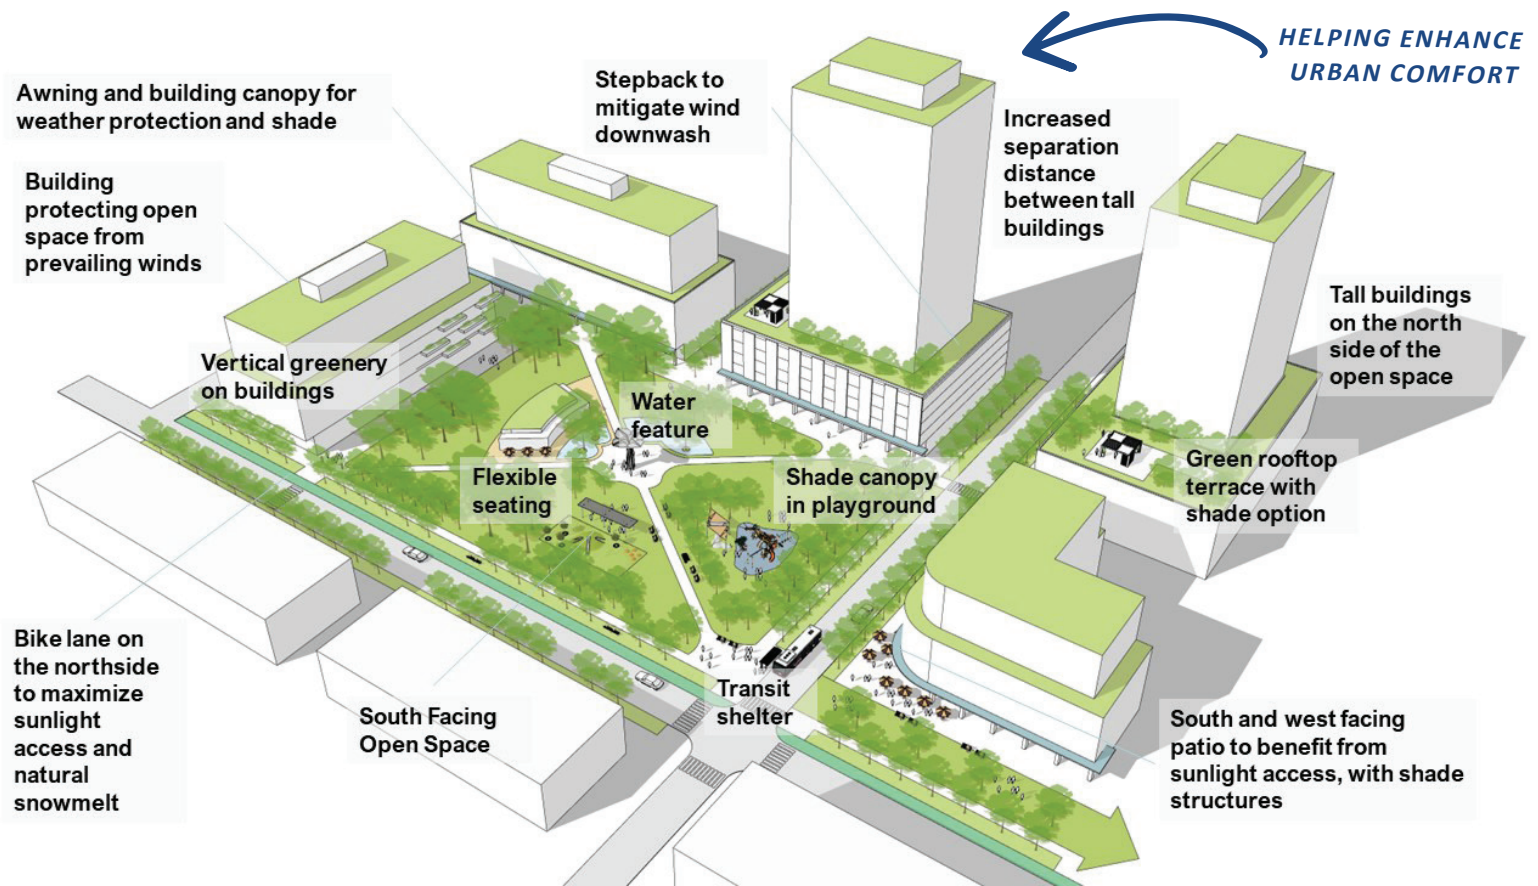 HELPING ENHANCE
URBAN COMFORT
Awning and building canopy for
weather protection and shade
Stepback to
mitigate wind
downwash
Increased
separation
distance
between tall
buildings
Building
protecting open
space from
prevailing winds
Tall buildings
on the north
side of the
open space
Vertical greenery
on buildings
Water
feature
Flexible
seating
Shade canopy
in playground
Green rooftop
terrace with
shade option
Bike lane on
the northside
to maximize
sunlight
access and
natural
snowmelt
South Facing
Open Space
Transit
shelter
South and west facing
patio to benefit from
sunlight access, with shade
structures